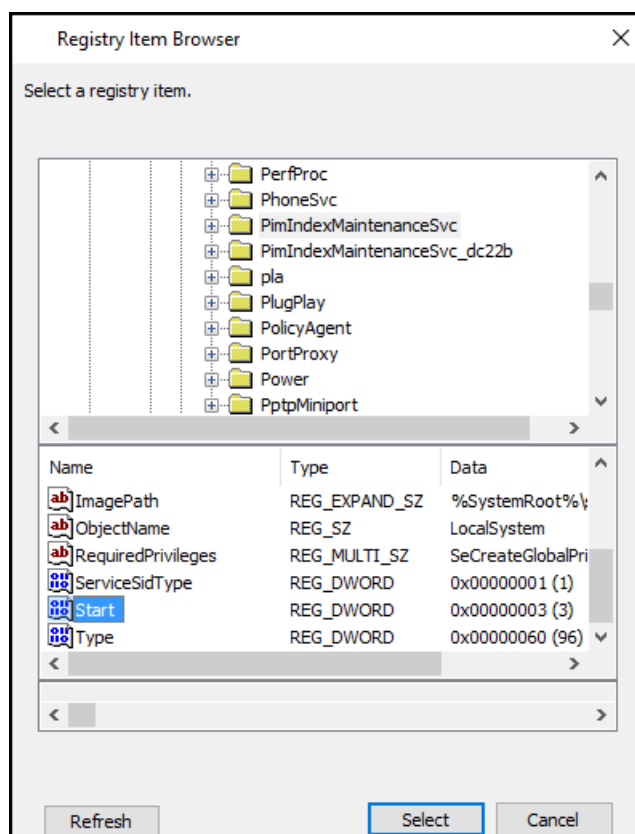 Registry Item Browser
Select a registry item.
PerfProc
PhoneSvc
PimIndexMaintenanceSvc
PimIndexMaintenanceSvc_dc22b
pla
PlugPlay
PolicyAgent
PortProxy
Power
PptpMiniport
Name Type Data
ImagePath REG_EXPAND_SZ %SystemRoot%\
ObjectName REG_SZ LocalSystem
RequiredPrivileges REG_MULTI_SZ SeCreateGlobalPri
ServiceSidType REG_DWORD 0x00000001 (1)
Start REG_DWORD 0x00000003 (3)
Type REG_DWORD 0x00000060 (96)
Refresh Select Cancel